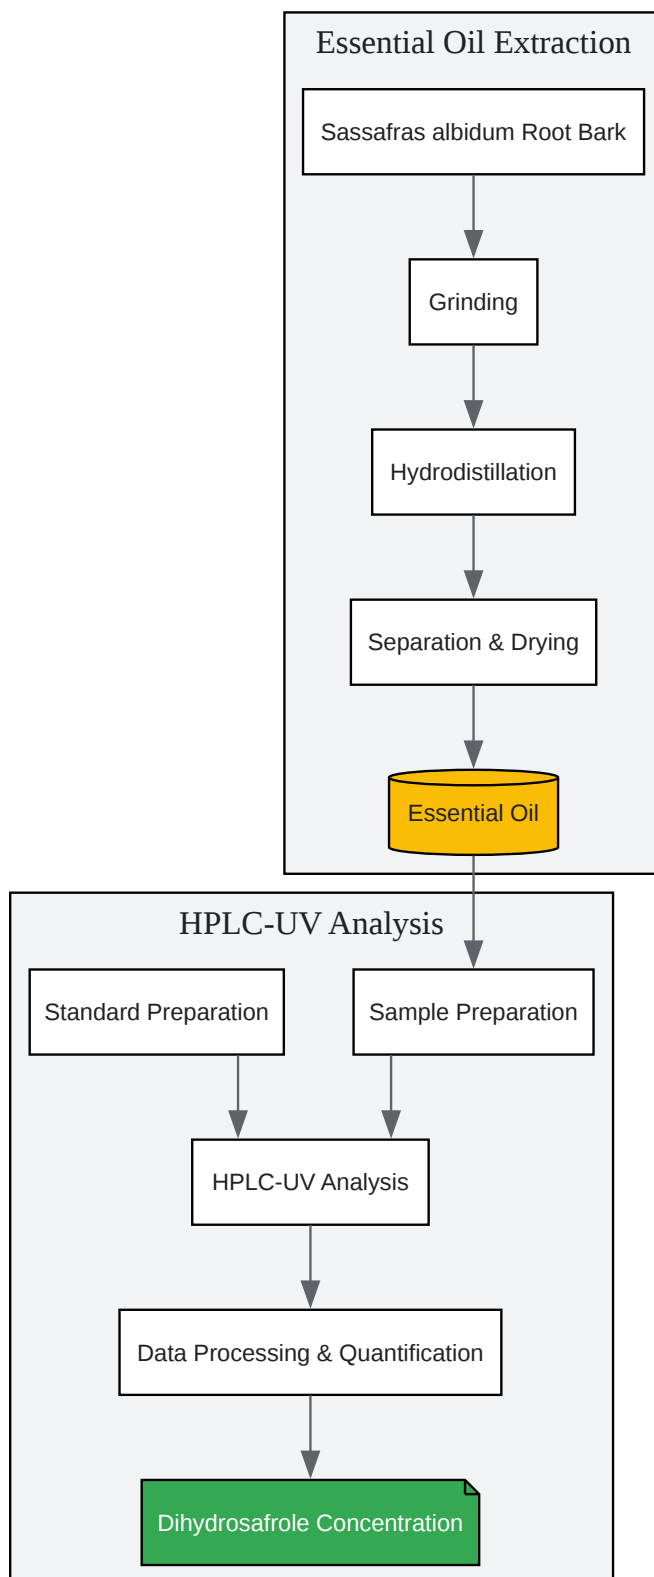 Essential Oil Extraction
Sassafras albidum Root Bark
Grinding
Hydrodistillation
Separation & Drying
Essential Oil
HPLC-UV Analysis
Standard Preparation
Sample Preparation
HPLC-UV Analysis
Data Processing & Quantification
Dihydrosafrole Concentration